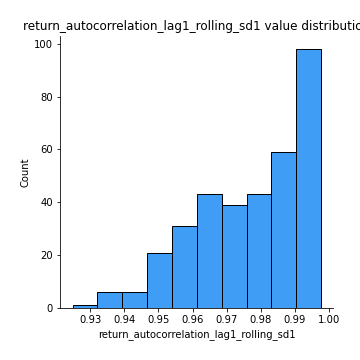 return_autocorrelation_lag1_rolling_sd1 value distributio
100
80
60
40
20
0
Count
0.93 0.94 0.95 0.96 0.97 0.98 0.99 1.00
return_autocorrelation_lag1_rolling_sd1